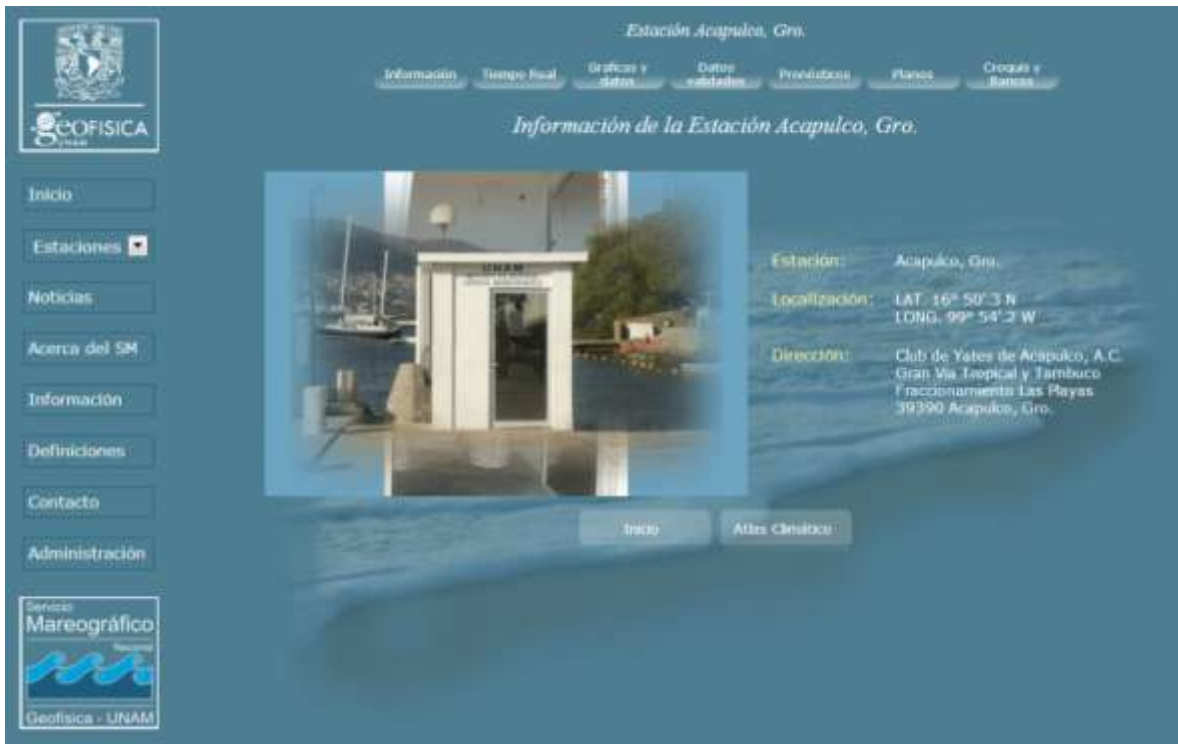 Estación Acapulco, Gro.
Información
Tiempo Real
Graficas y
datos
Datos
validados
Pronósticos
Planos
Croquis y
Bancos
Información de la Estación Acapulco, Gro.
GEOFISICA
UNAM
Inicio
Estaciones
Noticias
Acerca del SM
Información
Definiciones
Contacto
Administración
UNAM
Estación: Acapulco, Gro.
Localización: LAT. 16° 50'.3 N
LONG. 99° 54'.2 W
Dirección: Club de Yates de Acapulco, A.C.
Gran Via Tropical y Tambuco
Fraccionamiento Las Playas
39390 Acapulco, Gro.
Inicio
Atlas Climático
Servicio
Mareográfico
Nacional
Geofísica - UNAM